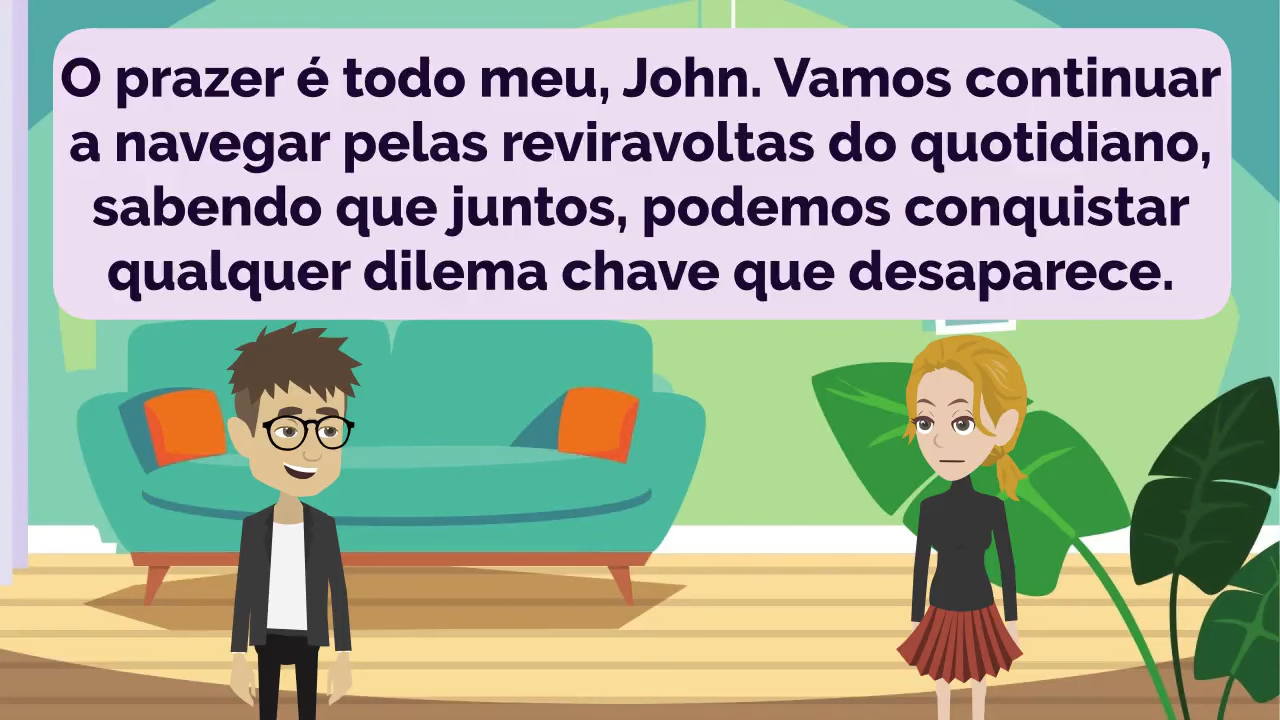 O prazer é todo meu, John. Vamos continuar
a navegar pelas reviravoltas do quotidiano,
sabendo que juntos, podemos conquistar
qualquer dilema chave que desaparece.